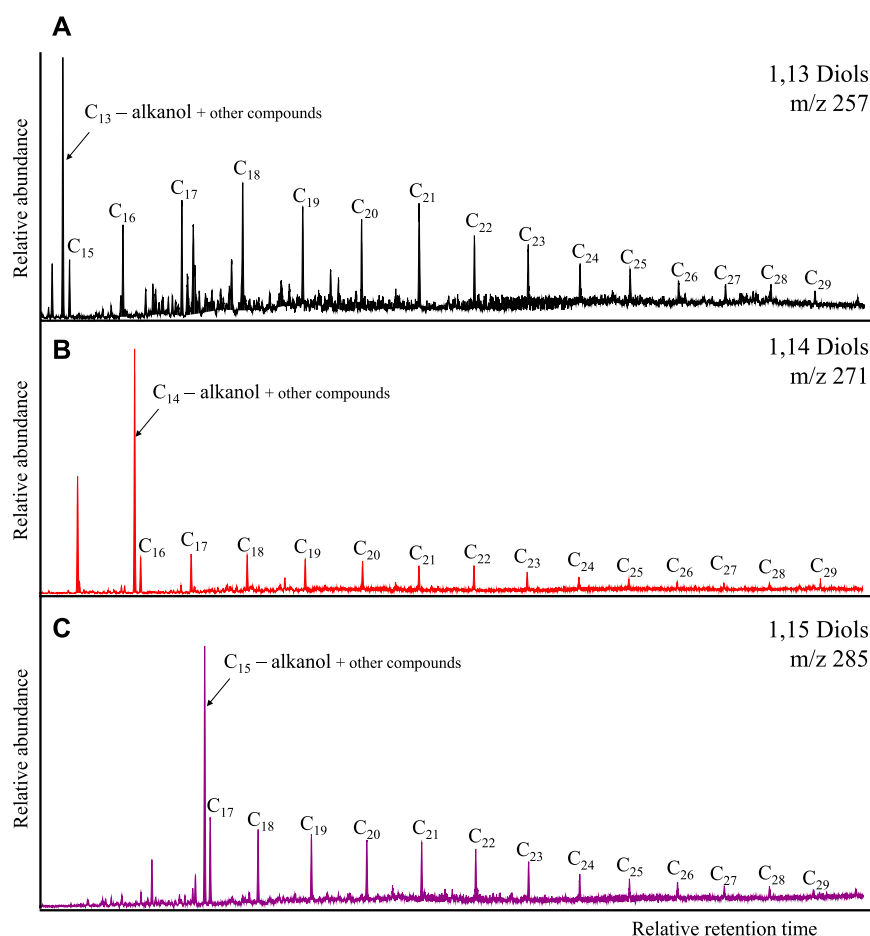 A
1,13 Diols
m/z 257
C₁₃ – alkanol + other compounds
Relative abundance
C₁₅
C₁₆
C₁₇
C₁₈
C₁₉
C₂₀
C₂₁
C₂₂
C₂₃
C₂₄
C₂₅
C₂₆
C₂₇
C₂₈
C₂₉
B
1,14 Diols
m/z 271
C₁₄ – alkanol + other compounds
Relative abundance
C₁₆
C₁₇
C₁₈
C₁₉
C₂₀
C₂₁
C₂₂
C₂₃
C₂₄
C₂₅
C₂₆
C₂₇
C₂₈
C₂₉
C
1,15 Diols
m/z 285
C₁₅ – alkanol + other compounds
Relative abundance
C₁₇
C₁₈
C₁₉
C₂₀
C₂₁
C₂₂
C₂₃
C₂₄
C₂₅
C₂₆
C₂₇
C₂₈
C₂₉
Relative retention time